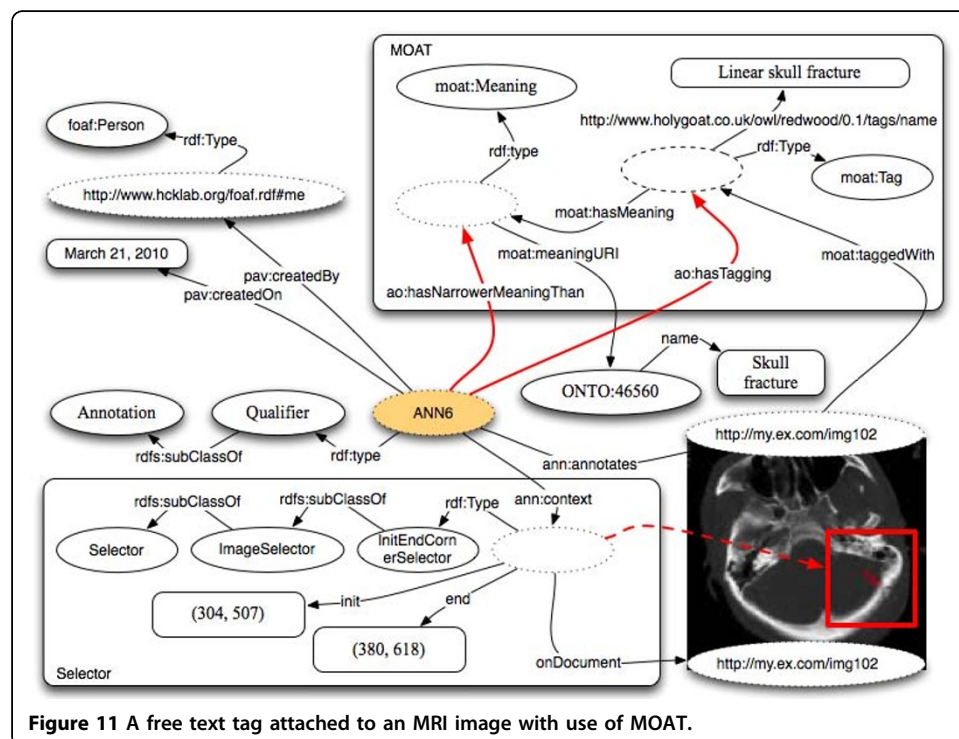 MOAT
moat:Meaning
Linear skull fracture
http://www.holygoat.co.uk/owl/redwood/0.1/tags/name
foaf:Person
rdf:Type
rdf:type
rdf:Type
moat:Tag
http://www.hcklab.org/foaf.rdf#me
moat:hasMeaning
March 21, 2010
moat:meaningURI
moat:taggedWith
pav:createdBy
pav:createdOn
ao:hasTagging
ao:hasNarrowerMeaningThan
name
Skull
fracture
ONTO:46560
Annotation
Qualifier
ANN6
http://my.ex.com/img102
rdfs:subClassOf
rdf:type
ann:annotates
rdfs:subClassOf
rdfs:subClassOf
rdf:Type
ann:context
Selector
ImageSelector
InitEndCorn
erSelector
(304, 507)
init
end
(380, 618)
onDocument
http://my.ex.com/img102
Selector
Figure 11 A free text tag attached to an MRI image with use of MOAT.